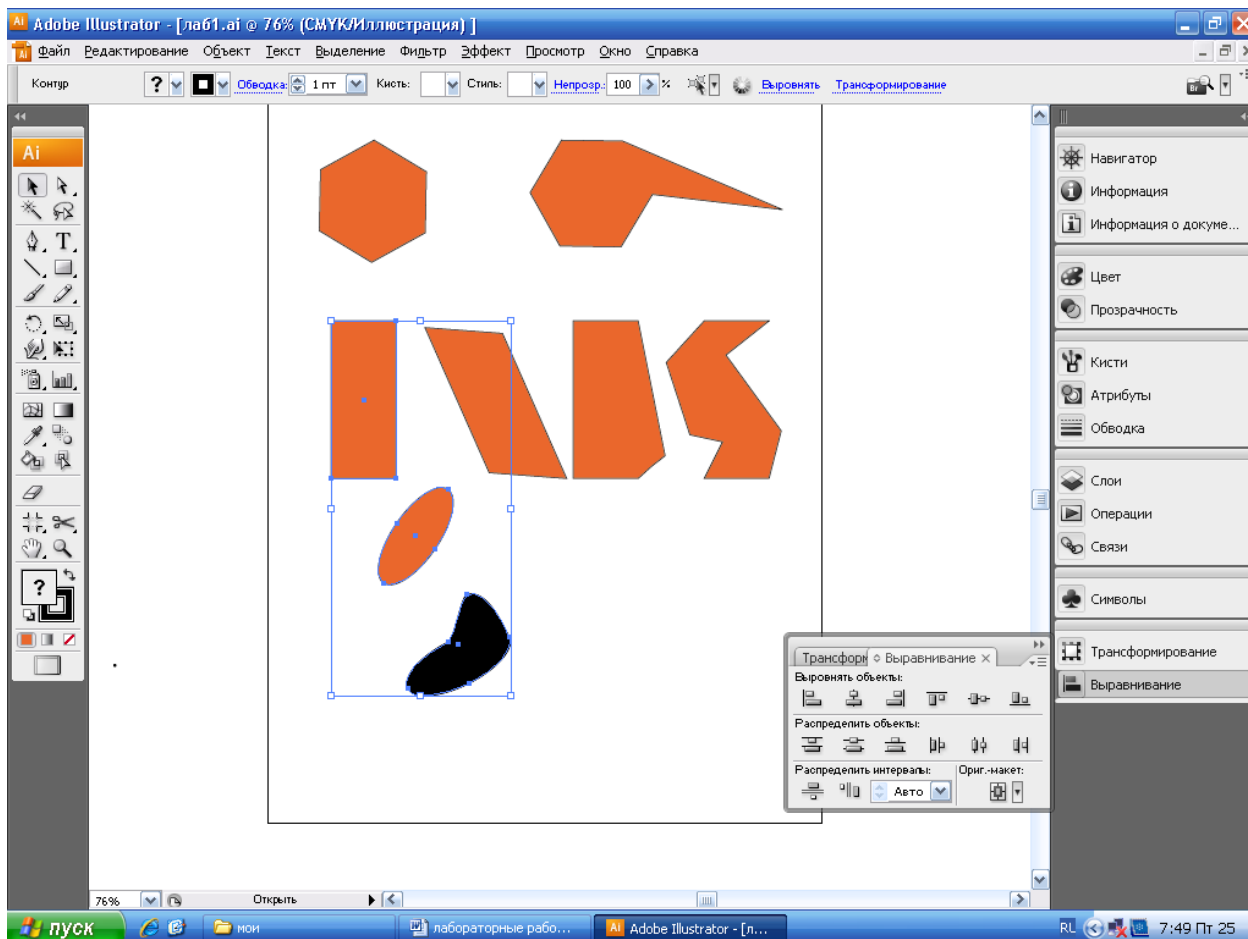 Adobe Illustrator - [лаб1.ai @ 76% (CMYK/Иллюстрация) ]
Файл Редактирование Объект Текст Выделение Фильтр Эффект Просмотр Окно Справка
Контур ? Обводка: 1 пт Кисть: Стиль: Непрозр.: 100 % Выровнять Трансформирование
Ai
T
?
Навигатор
Информация
Информация о докуме...
Цвет
Прозрачность
Кисти
Атрибуты
Обводка
Слои
Операции
Связи
Символы
Трансформирование
Выравнивание
Трансформ Выравнивание
Выровнять объекты:
Распределить объекты:
Распределить интервалы: Ориг.-макет:
Авто
76% Открыть
пуск мои лабораторные рабо... Adobe Illustrator - [л... RL 7:49 Пт 25